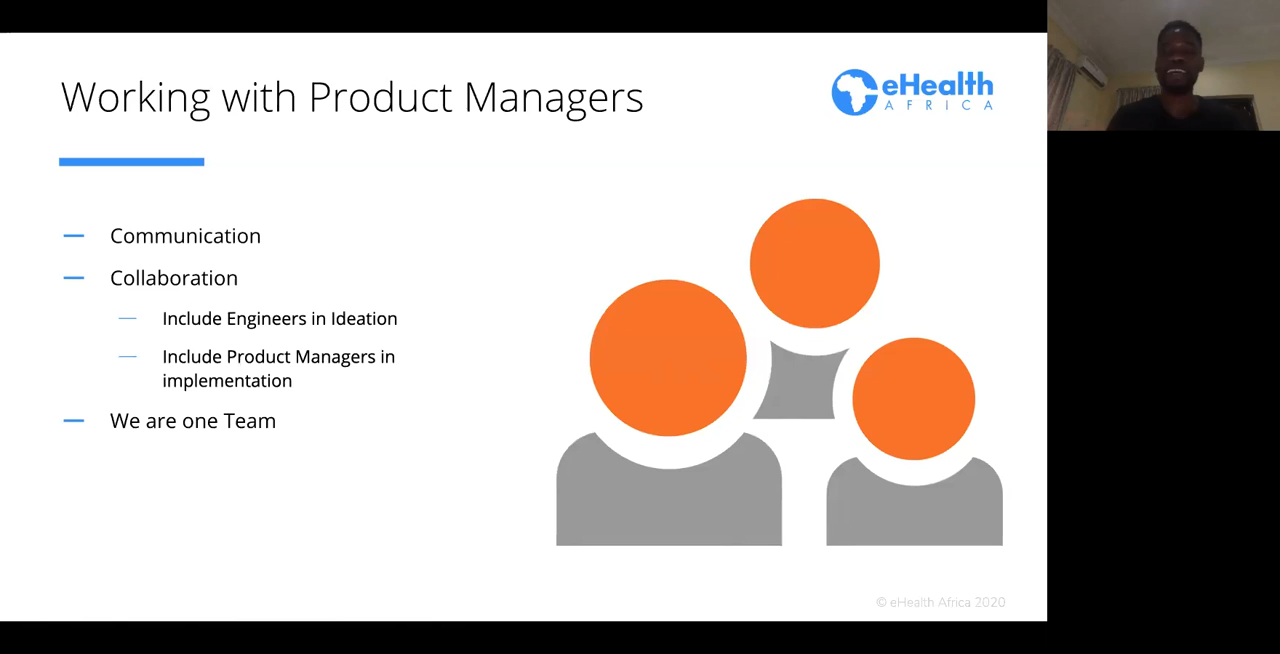 Working with Product Managers
eHealth
AFRICA
Communication
Collaboration
Include Engineers in Ideation
Include Product Managers in
implementation
We are one Team
© eHealth Africa 2020